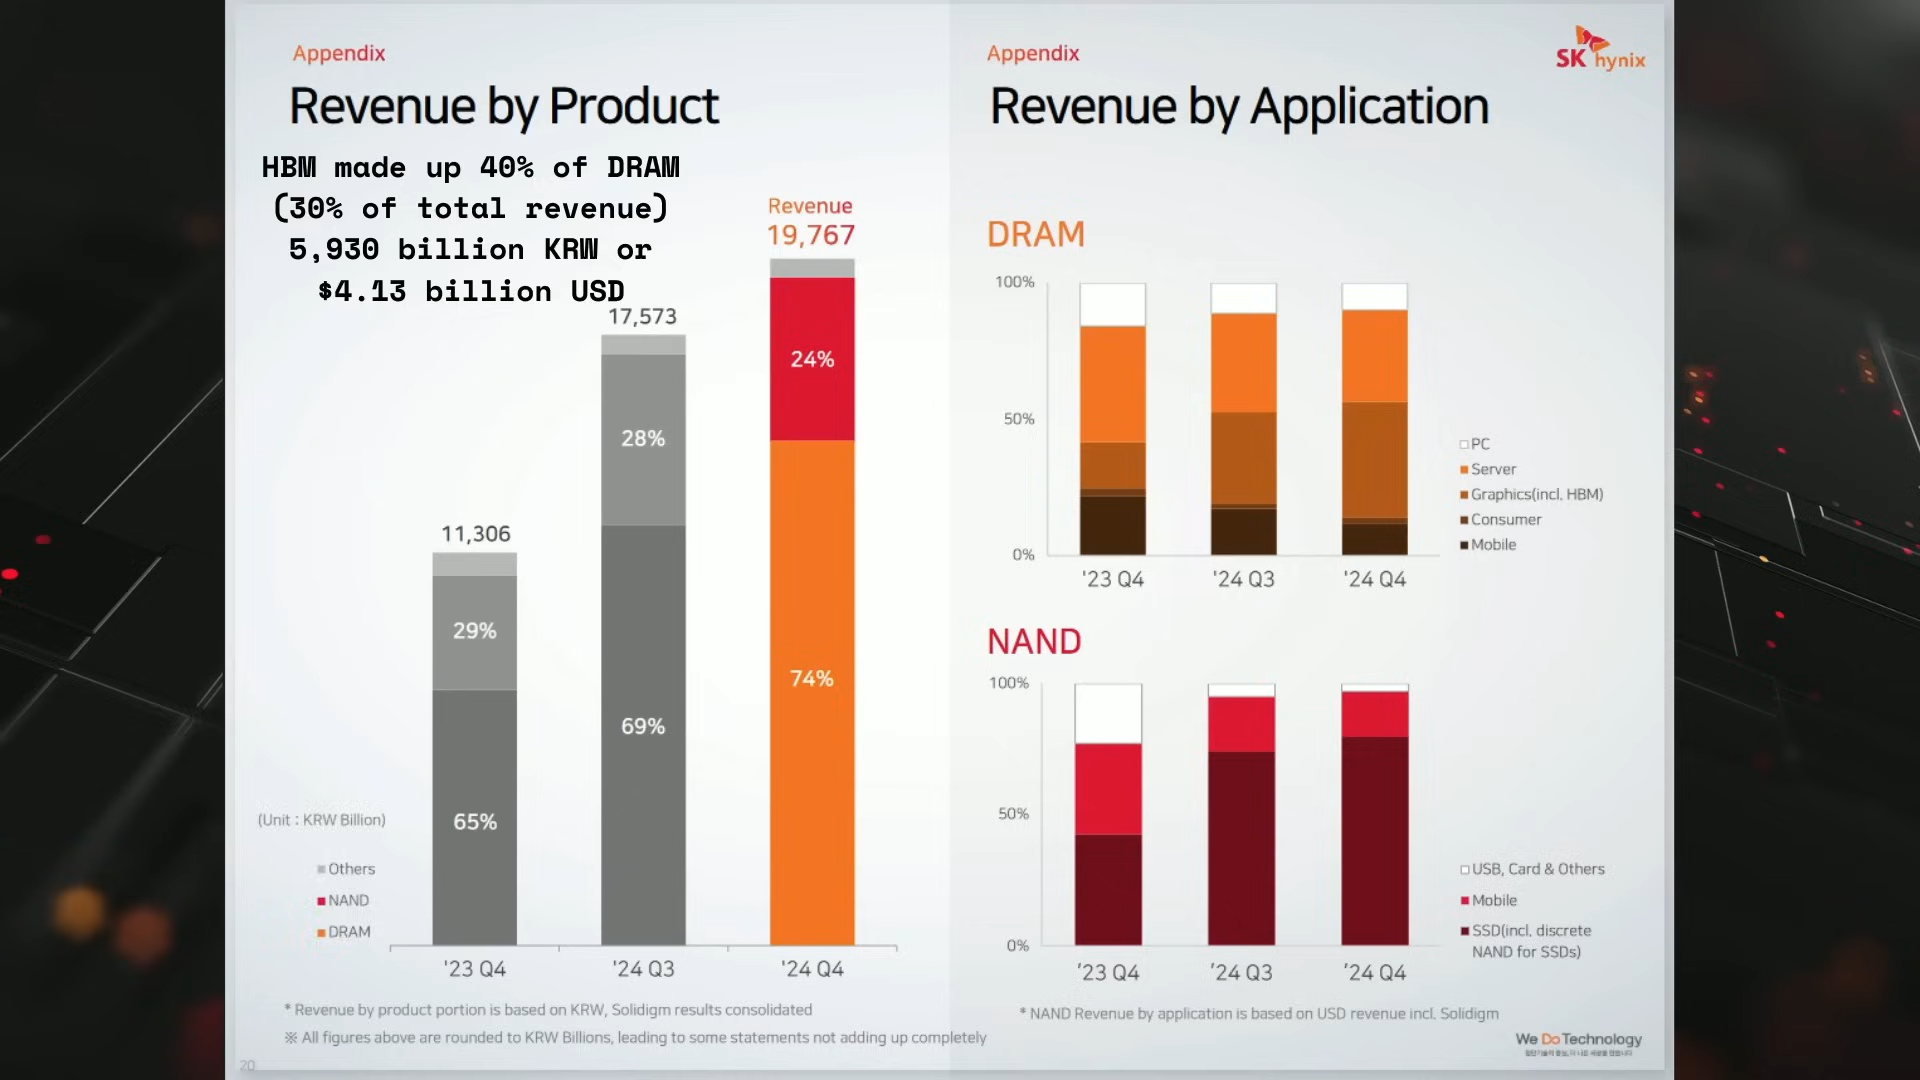 Appendix
Revenue by Product
HBM made up 40% of DRAM
(30% of total revenue)
5,930 billion KRW or
$4.13 billion USD
Revenue
19,767
17,573
11,306
24%
28%
29%
74%
69%
65%
(Unit : KRW Billion)
Others
NAND
DRAM
'23 Q4
'24 Q3
'24 Q4
* Revenue by product portion is based on KRW, Solidigm results consolidated
※ All figures above are rounded to KRW Billions, leading to some statements not adding up completely
20
Appendix
Revenue by Application
SK hynix
DRAM
100%
50%
0%
'23 Q4
'24 Q3
'24 Q4
PC
Server
Graphics(incl. HBM)
Consumer
Mobile
NAND
100%
50%
0%
'23 Q4
'24 Q3
'24 Q4
USB, Card & Others
Mobile
SSD(incl. discrete
NAND for SSDs)
* NAND Revenue by application is based on USD revenue incl. Solidigm
We Do Technology